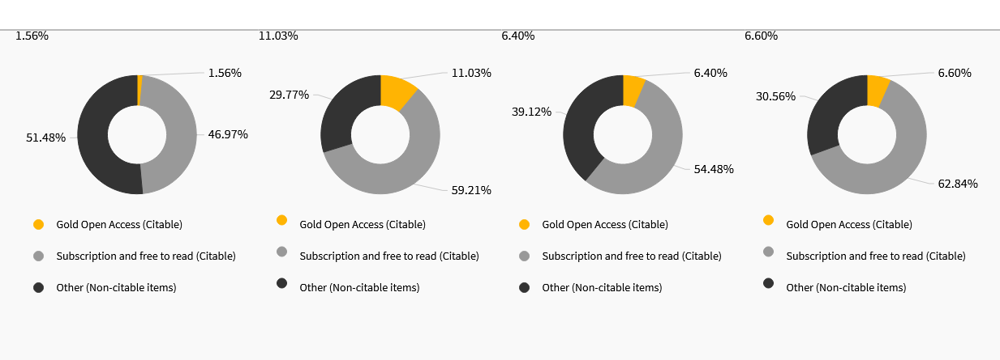 1.56%
11.03%
6.40%
6.60%
1.56%
51.48%
46.97%
Gold Open Access (Citable)
Subscription and free to read (Citable)
Other (Non-citable items)
11.03%
29.77%
59.21%
Gold Open Access (Citable)
Subscription and free to read (Citable)
Other (Non-citable items)
6.40%
39.12%
54.48%
Gold Open Access (Citable)
Subscription and free to read (Citable)
Other (Non-citable items)
6.60%
30.56%
62.84%
Gold Open Access (Citable)
Subscription and free to read (Citable)
Other (Non-citable items)